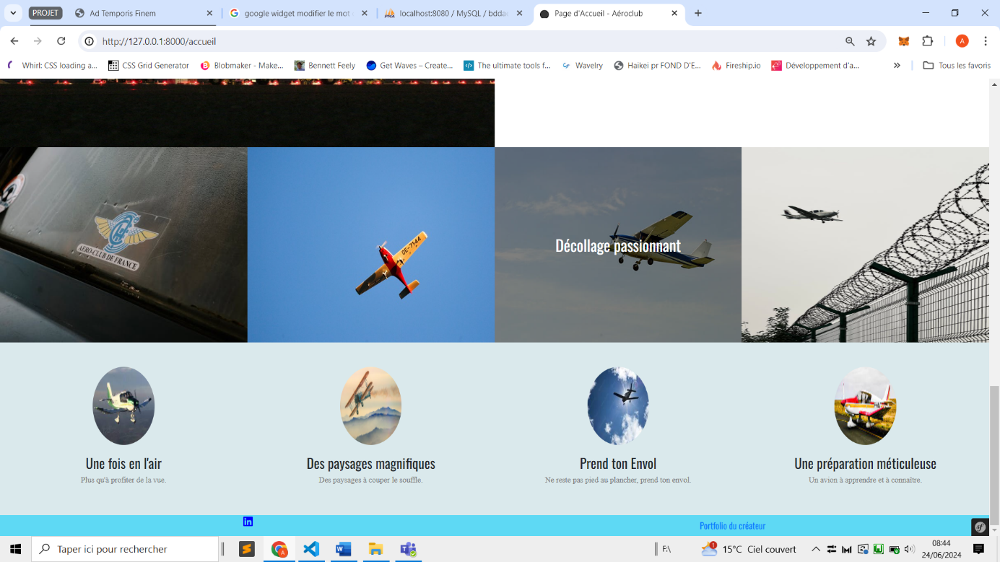 PROJET
Ad Temporis Finem
google widget modifier le mot
localhost:8080 / MySQL / bdda
Page d'Accueil - Aéroclub
http://127.0.0.1:8000/accueil
A
Whirl: CSS loading a...
CSS Grid Generator
Blobmaker - Make...
Bennett Feely
Get Waves – Create...
The ultimate tools f...
Wavelry
Haikei pr FOND D'E...
Fireship.io
Développement d'a...
Tous les favoris
AERO-CLUB DE FRANCE
OE-7144
Décollage passionnant
Une fois en l'air
Plus qu'à profiter de la vue.
Des paysages magnifiques
Des paysages à couper le souffle.
Prend ton Envol
Ne reste pas pied au plancher, prend ton envol.
Une préparation méticuleuse
Un avion à apprendre et à connaître.
in
Portfolio du créateur
sf
Taper ici pour rechercher
F:\
1
15°C Ciel couvert
08:44
24/06/2024